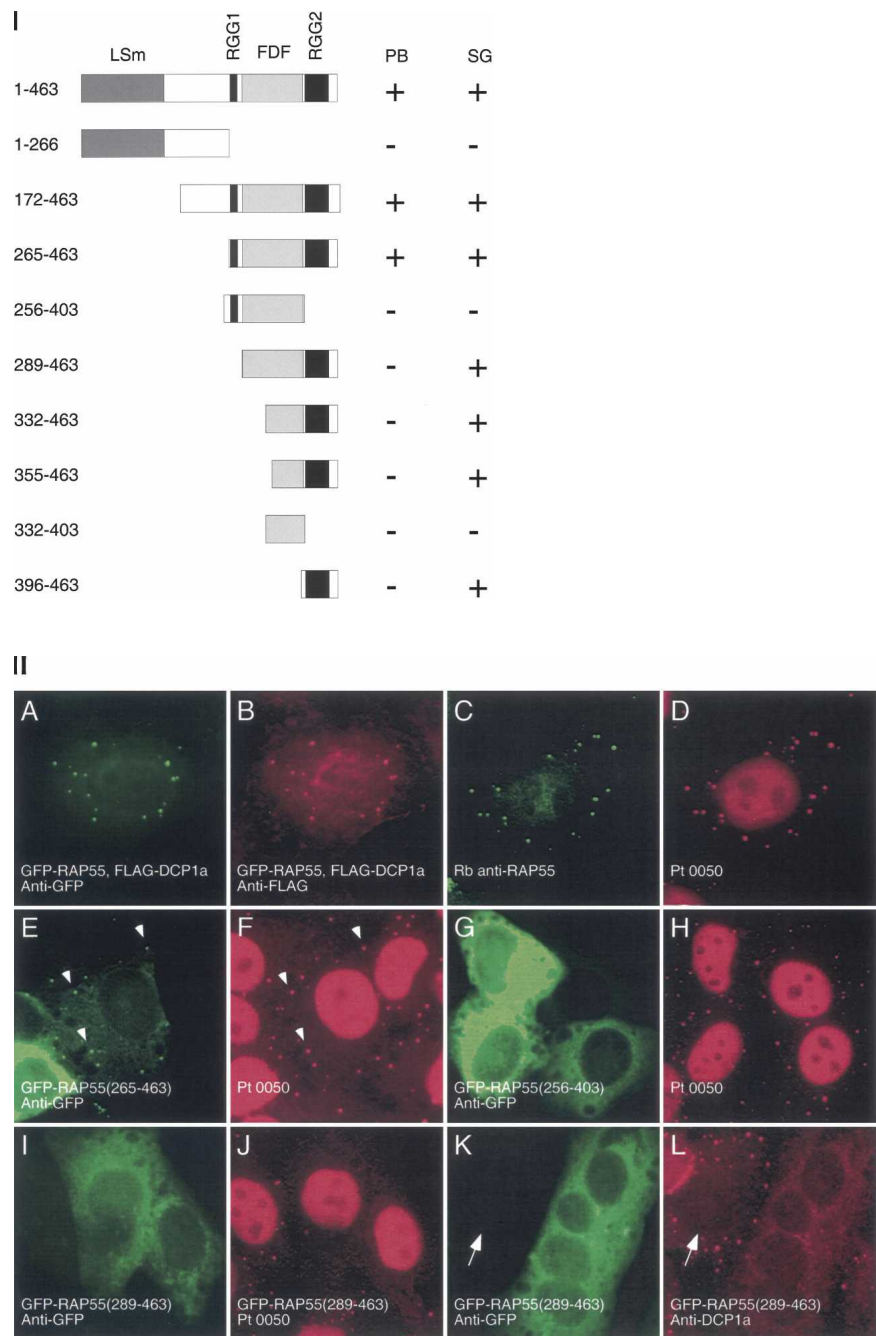 I
LSm RGG1 FDF RGG2 PB SG
1-463 + +
1-266 - -
172-463 + +
265-463 + +
256-403 - -
289-463 - +
332-463 - +
355-463 - +
332-403 - -
396-463 - +
II
A
GFP-RAP55, FLAG-DCP1a
Anti-GFP
B
GFP-RAP55, FLAG-DCP1a
Anti-FLAG
C
Rb anti-RAP55
D
Pt 0050
E
GFP-RAP55(265-463)
Anti-GFP
F
Pt 0050
G
GFP-RAP55(256-403)
Anti-GFP
H
Pt 0050
I
GFP-RAP55(289-463)
Anti-GFP
J
GFP-RAP55(289-463)
Pt 0050
K
GFP-RAP55(289-463)
Anti-GFP
L
GFP-RAP55(289-463)
Anti-DCP1a